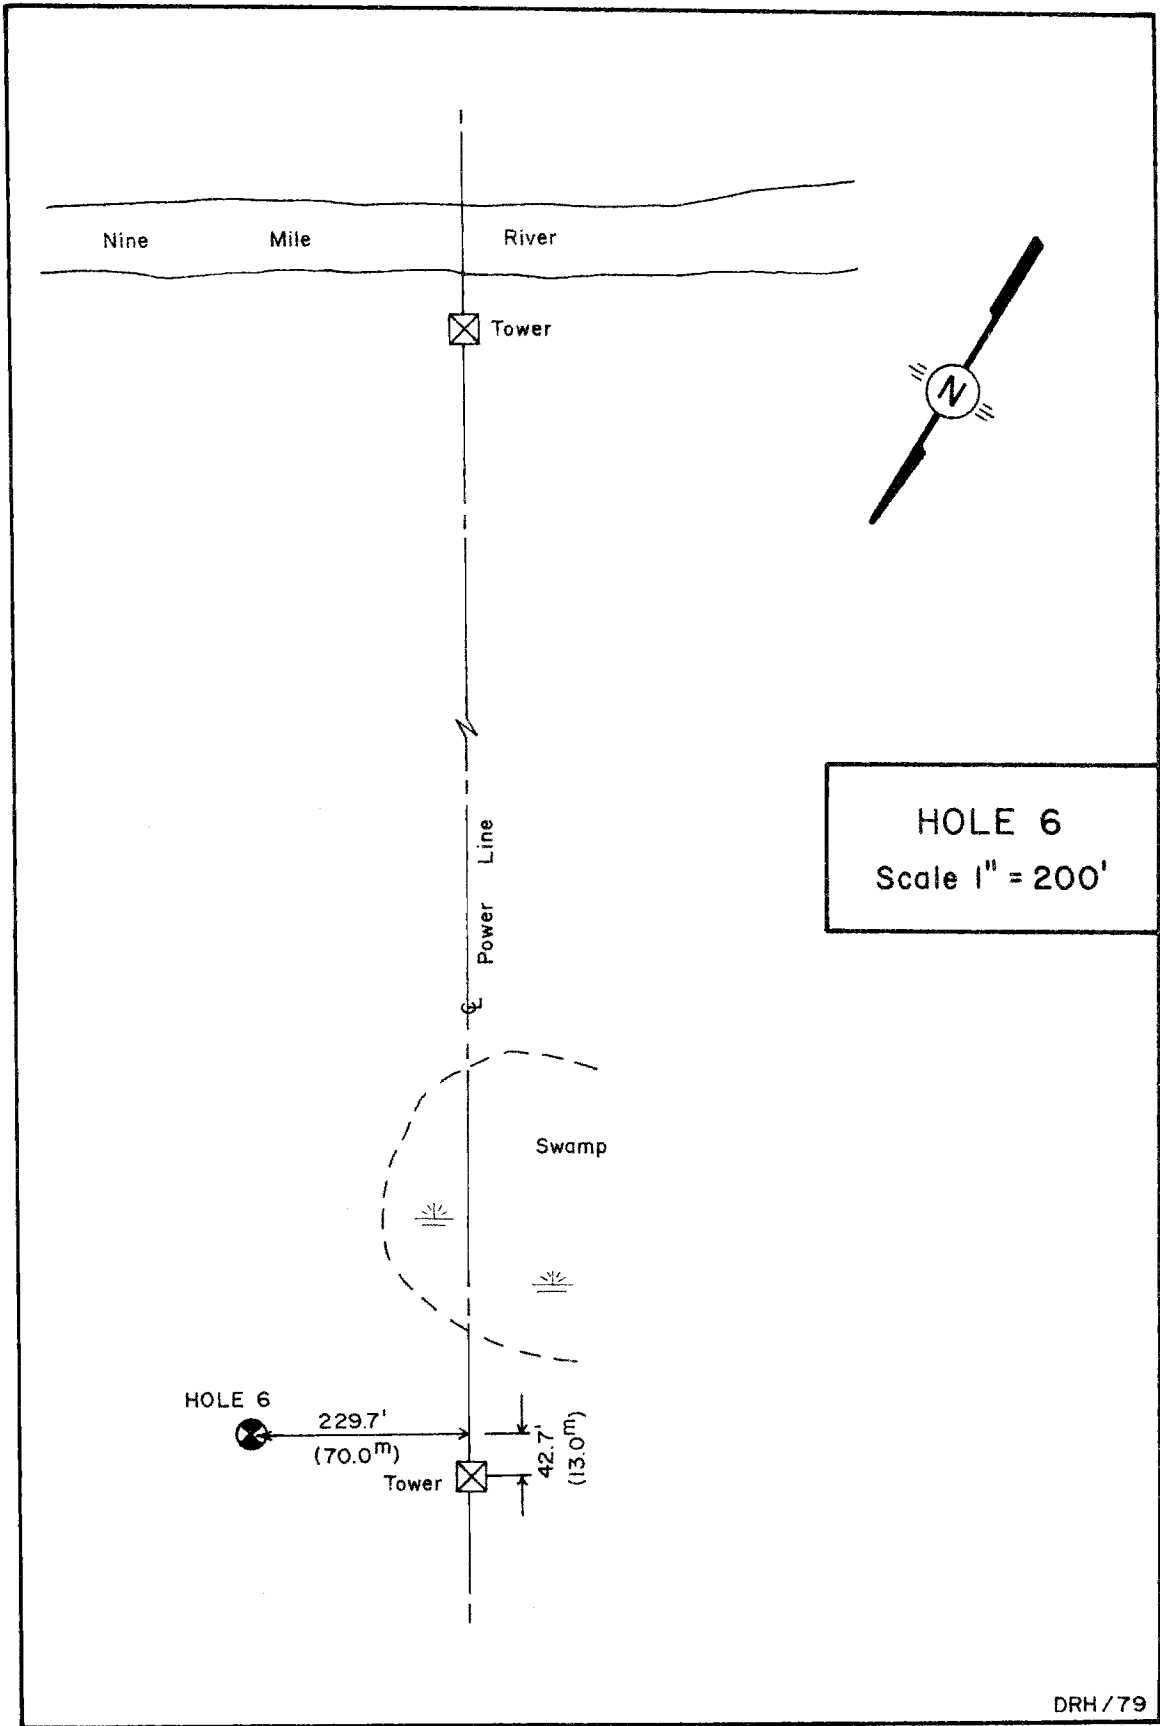 Nine Mile River
Tower
N
HOLE 6
Scale 1" = 200'
Power Line
℄
Swamp
HOLE 6
229.7'
(70.0m)
42.7'
(13.0m)
Tower
DRH/79